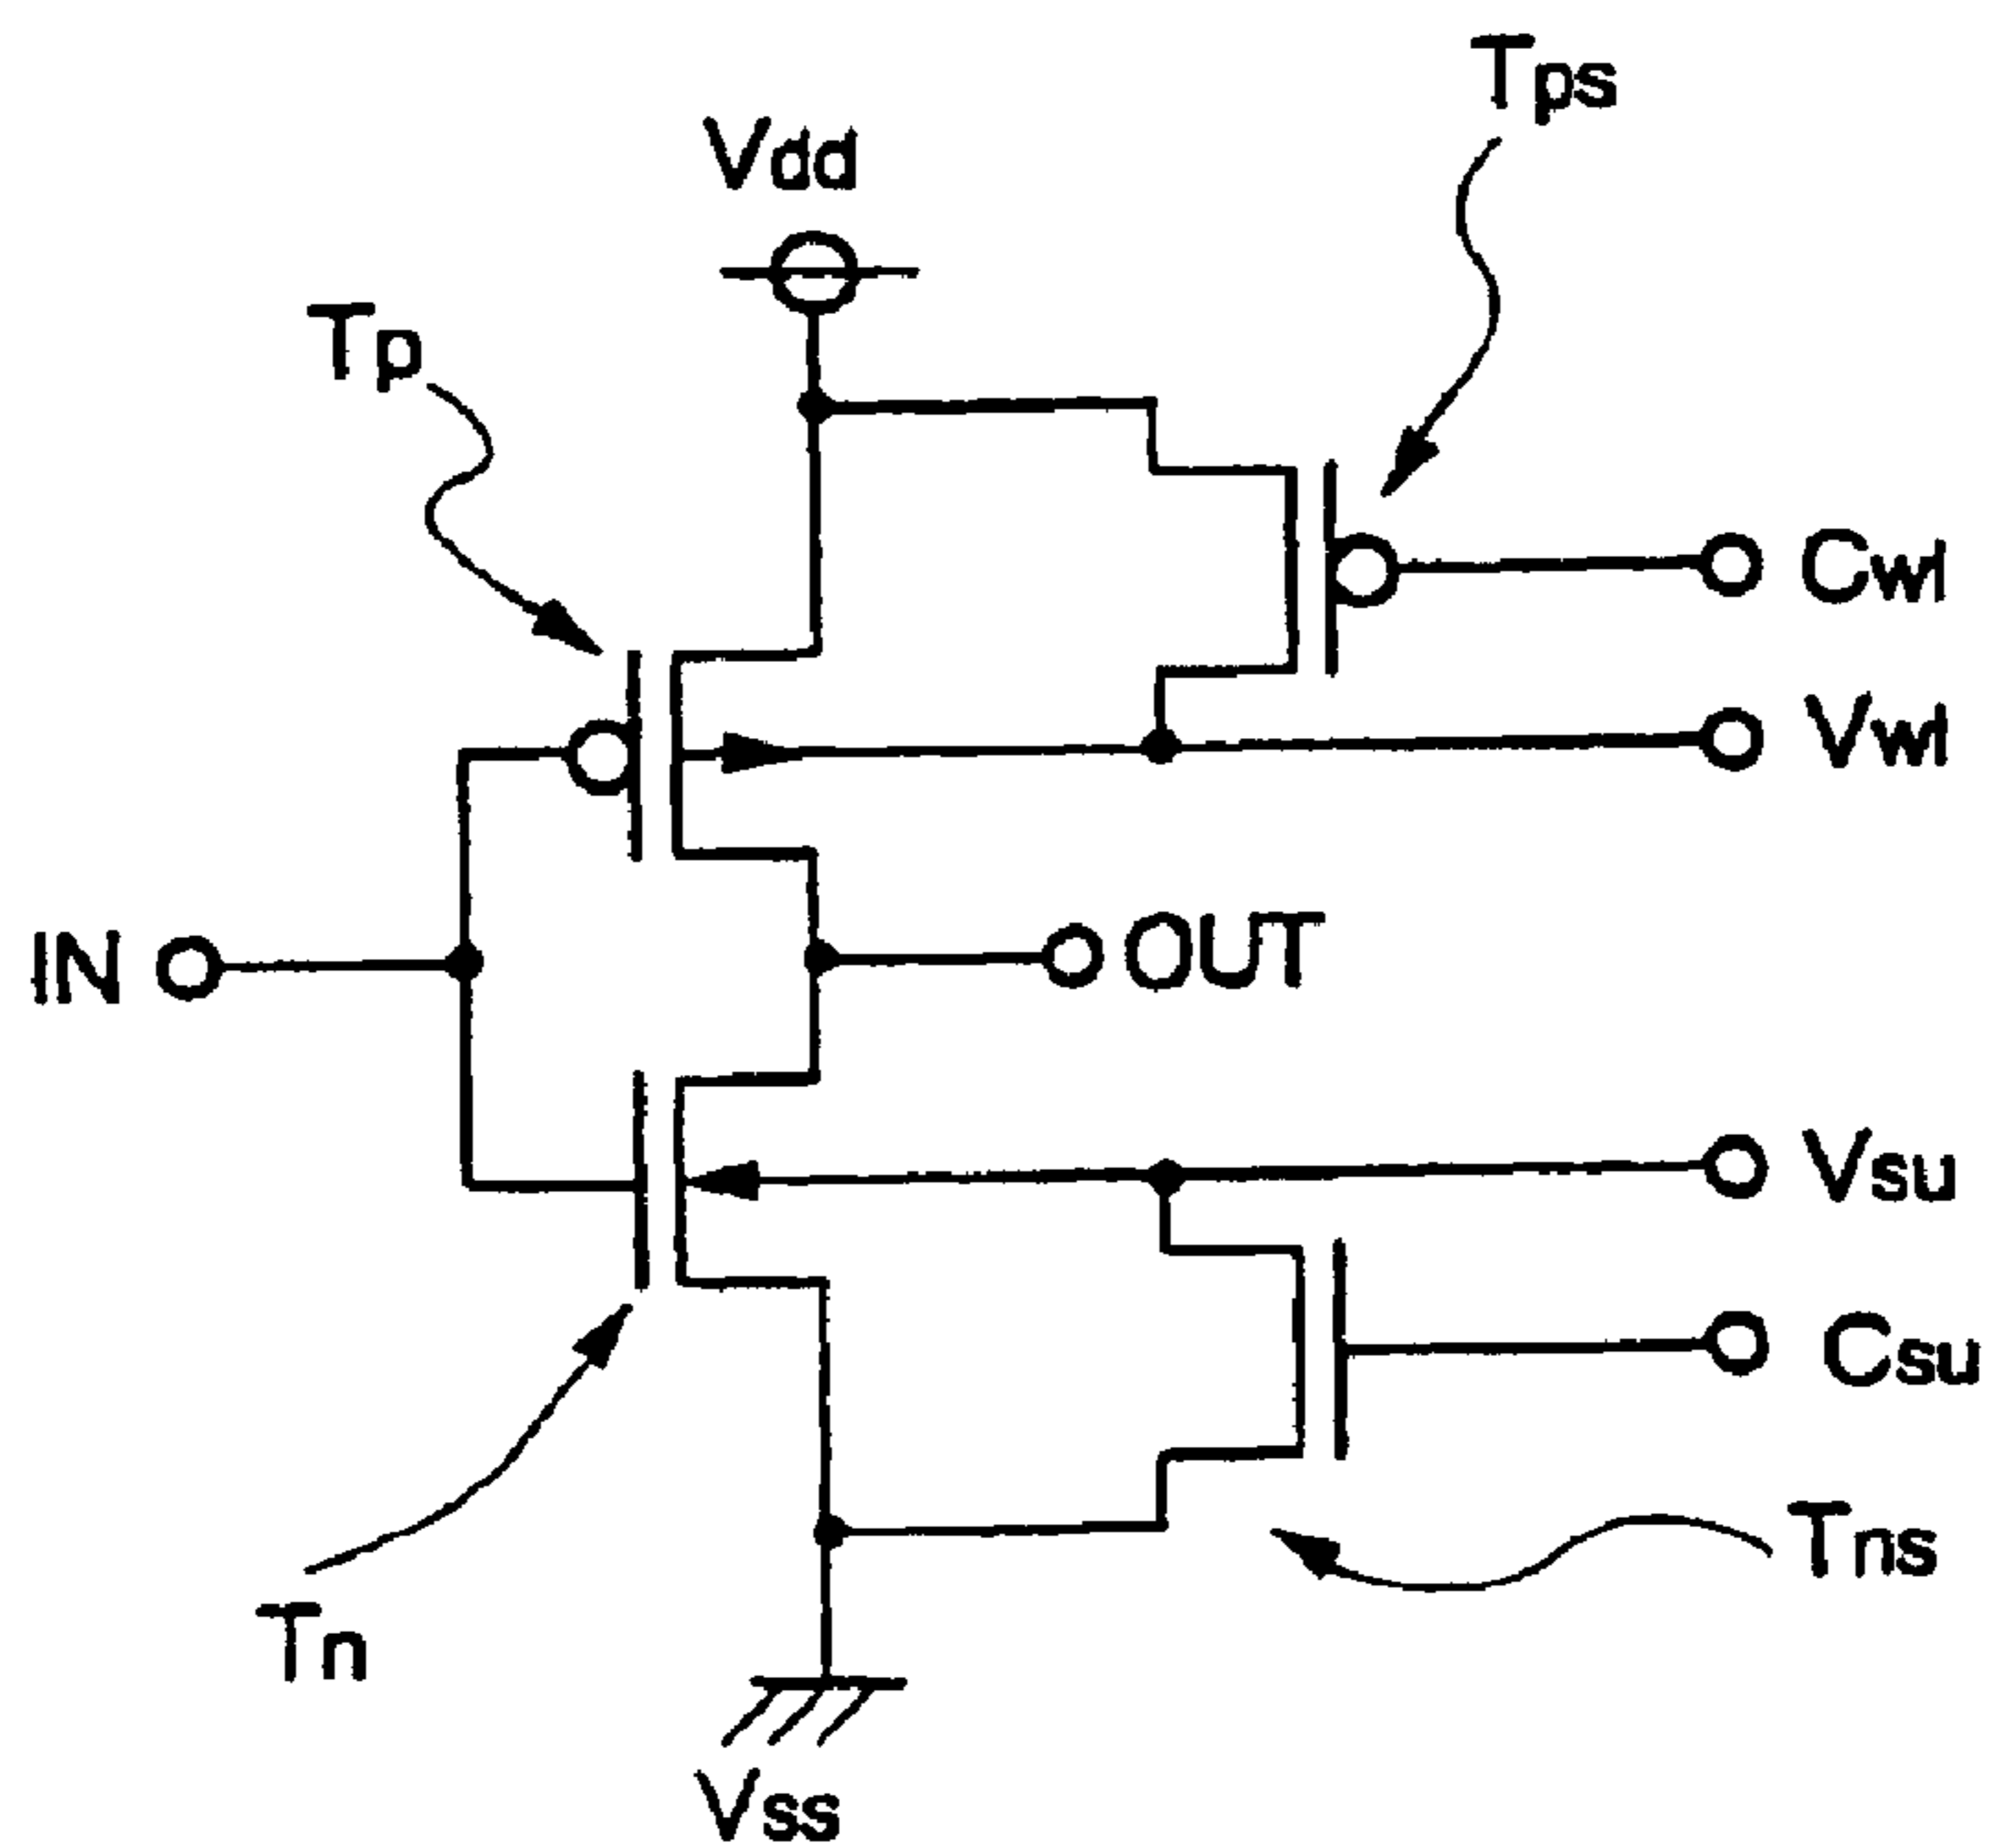 Tps
Vdd
Tp
Cwl
Vwl
IN
OUT
Vsu
Csu
Tns
Tn
Vss